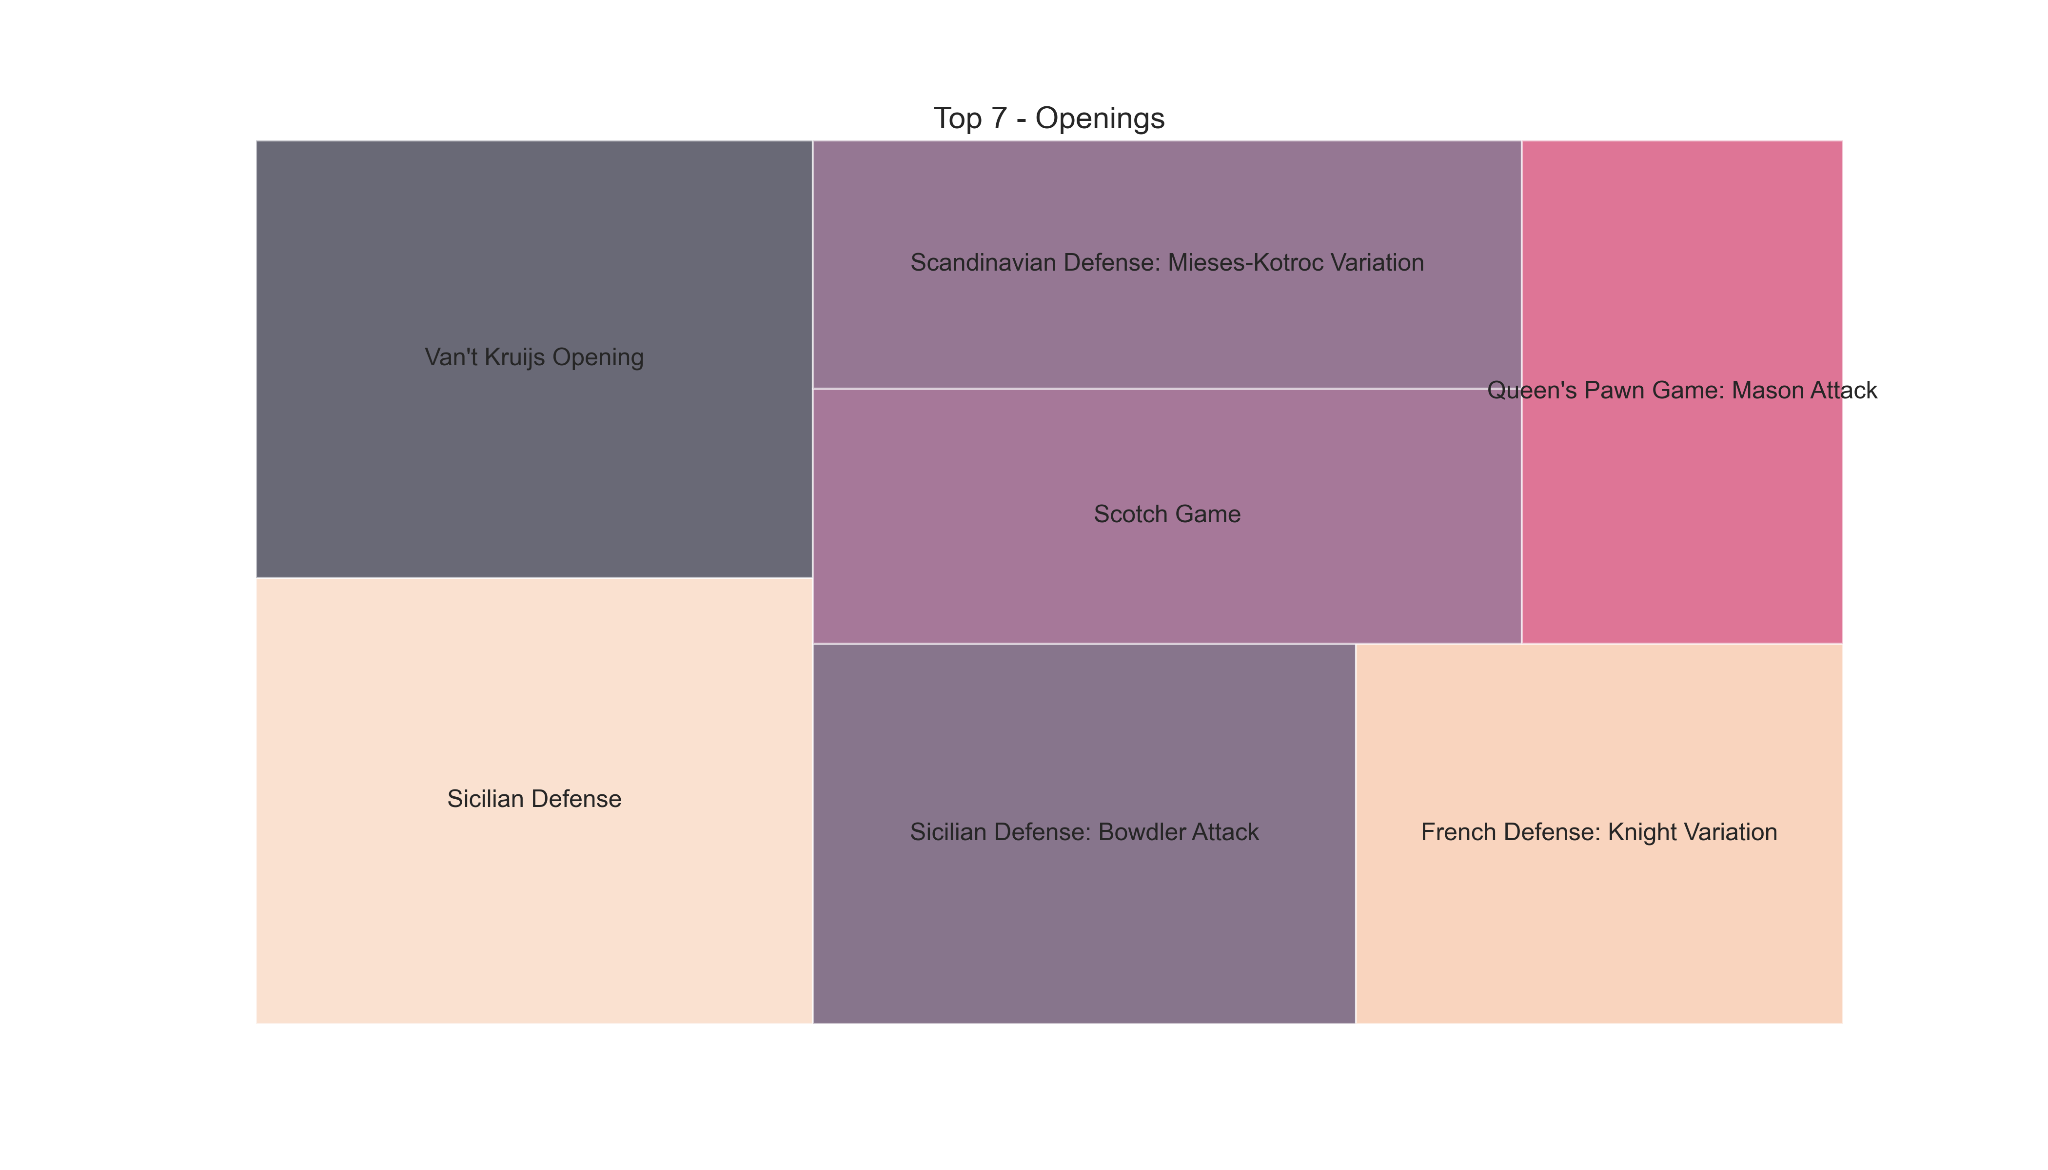 Top 7 - Openings
Van't Kruijs Opening
Scandinavian Defense: Mieses-Kotroc Variation
Queen's Pawn Game: Mason Attack
Scotch Game
Sicilian Defense
Sicilian Defense: Bowdler Attack
French Defense: Knight Variation